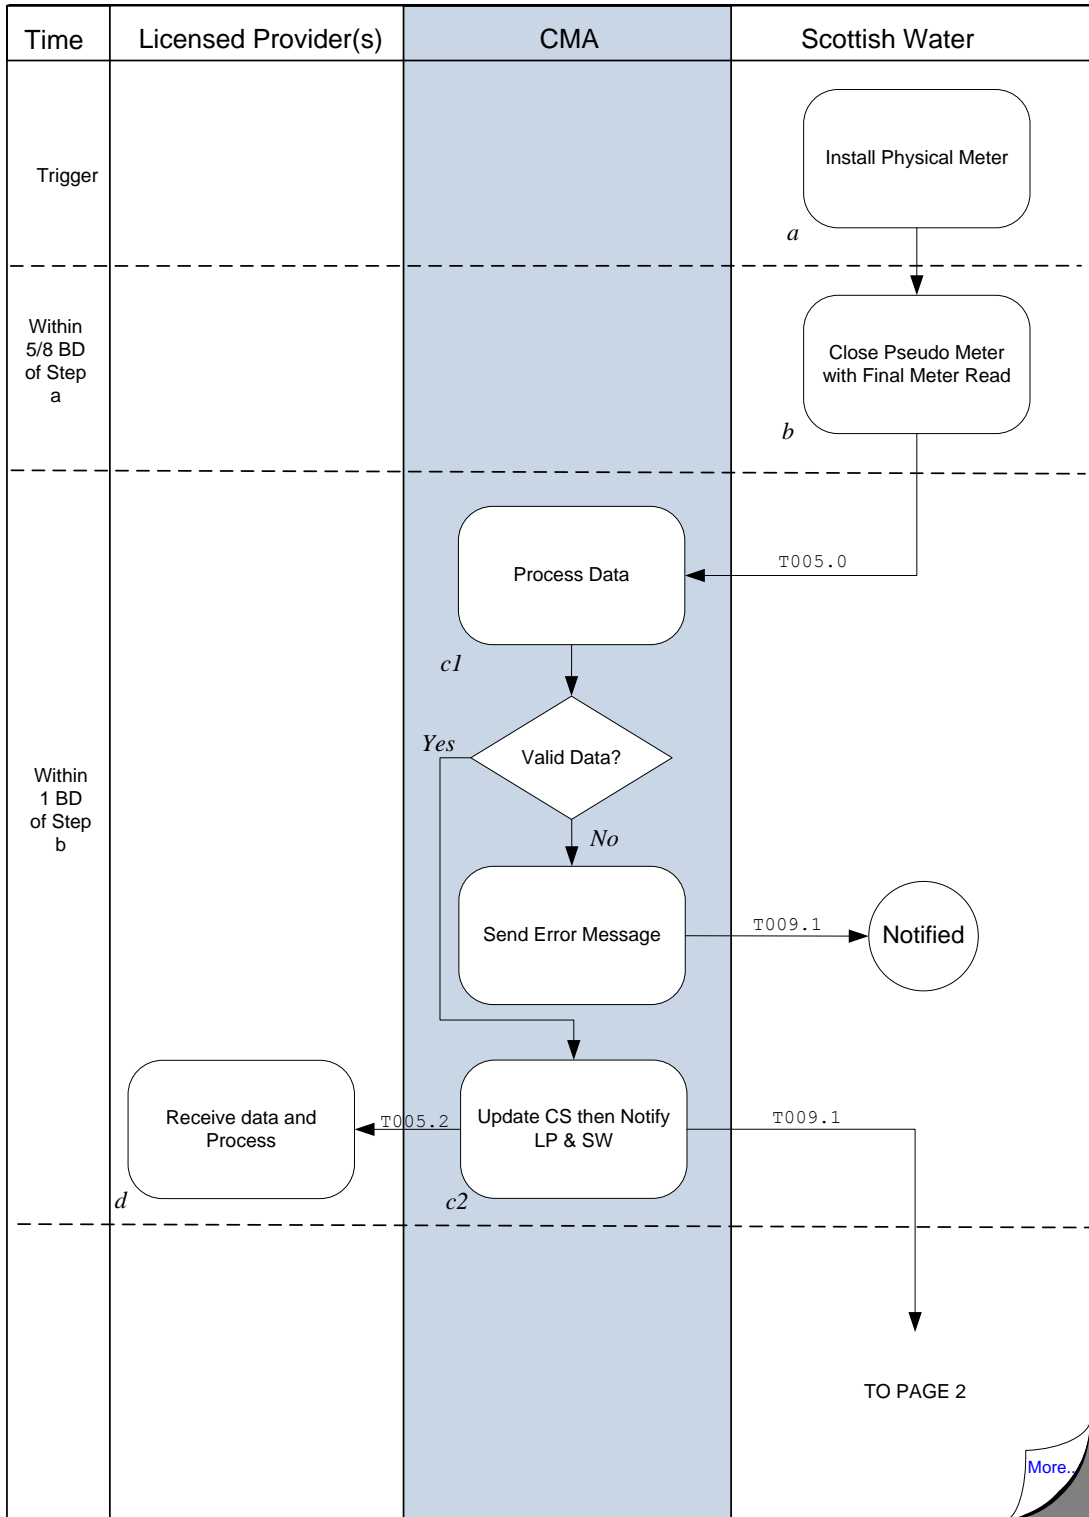 Time
Licensed Provider(s)
CMA
Scottish Water
Trigger
Install Physical Meter
a
Within
5/8 BD
of Step
a
Close Pseudo Meter
with Final Meter Read
b
T005.0
Process Data
c1
Valid Data?
Yes
No
Within
1 BD
of Step
b
Send Error Message
T009.1
Notified
Receive data and
Process
d
T005.2
Update CS then Notify
LP & SW
c2
T009.1
TO PAGE 2
More..